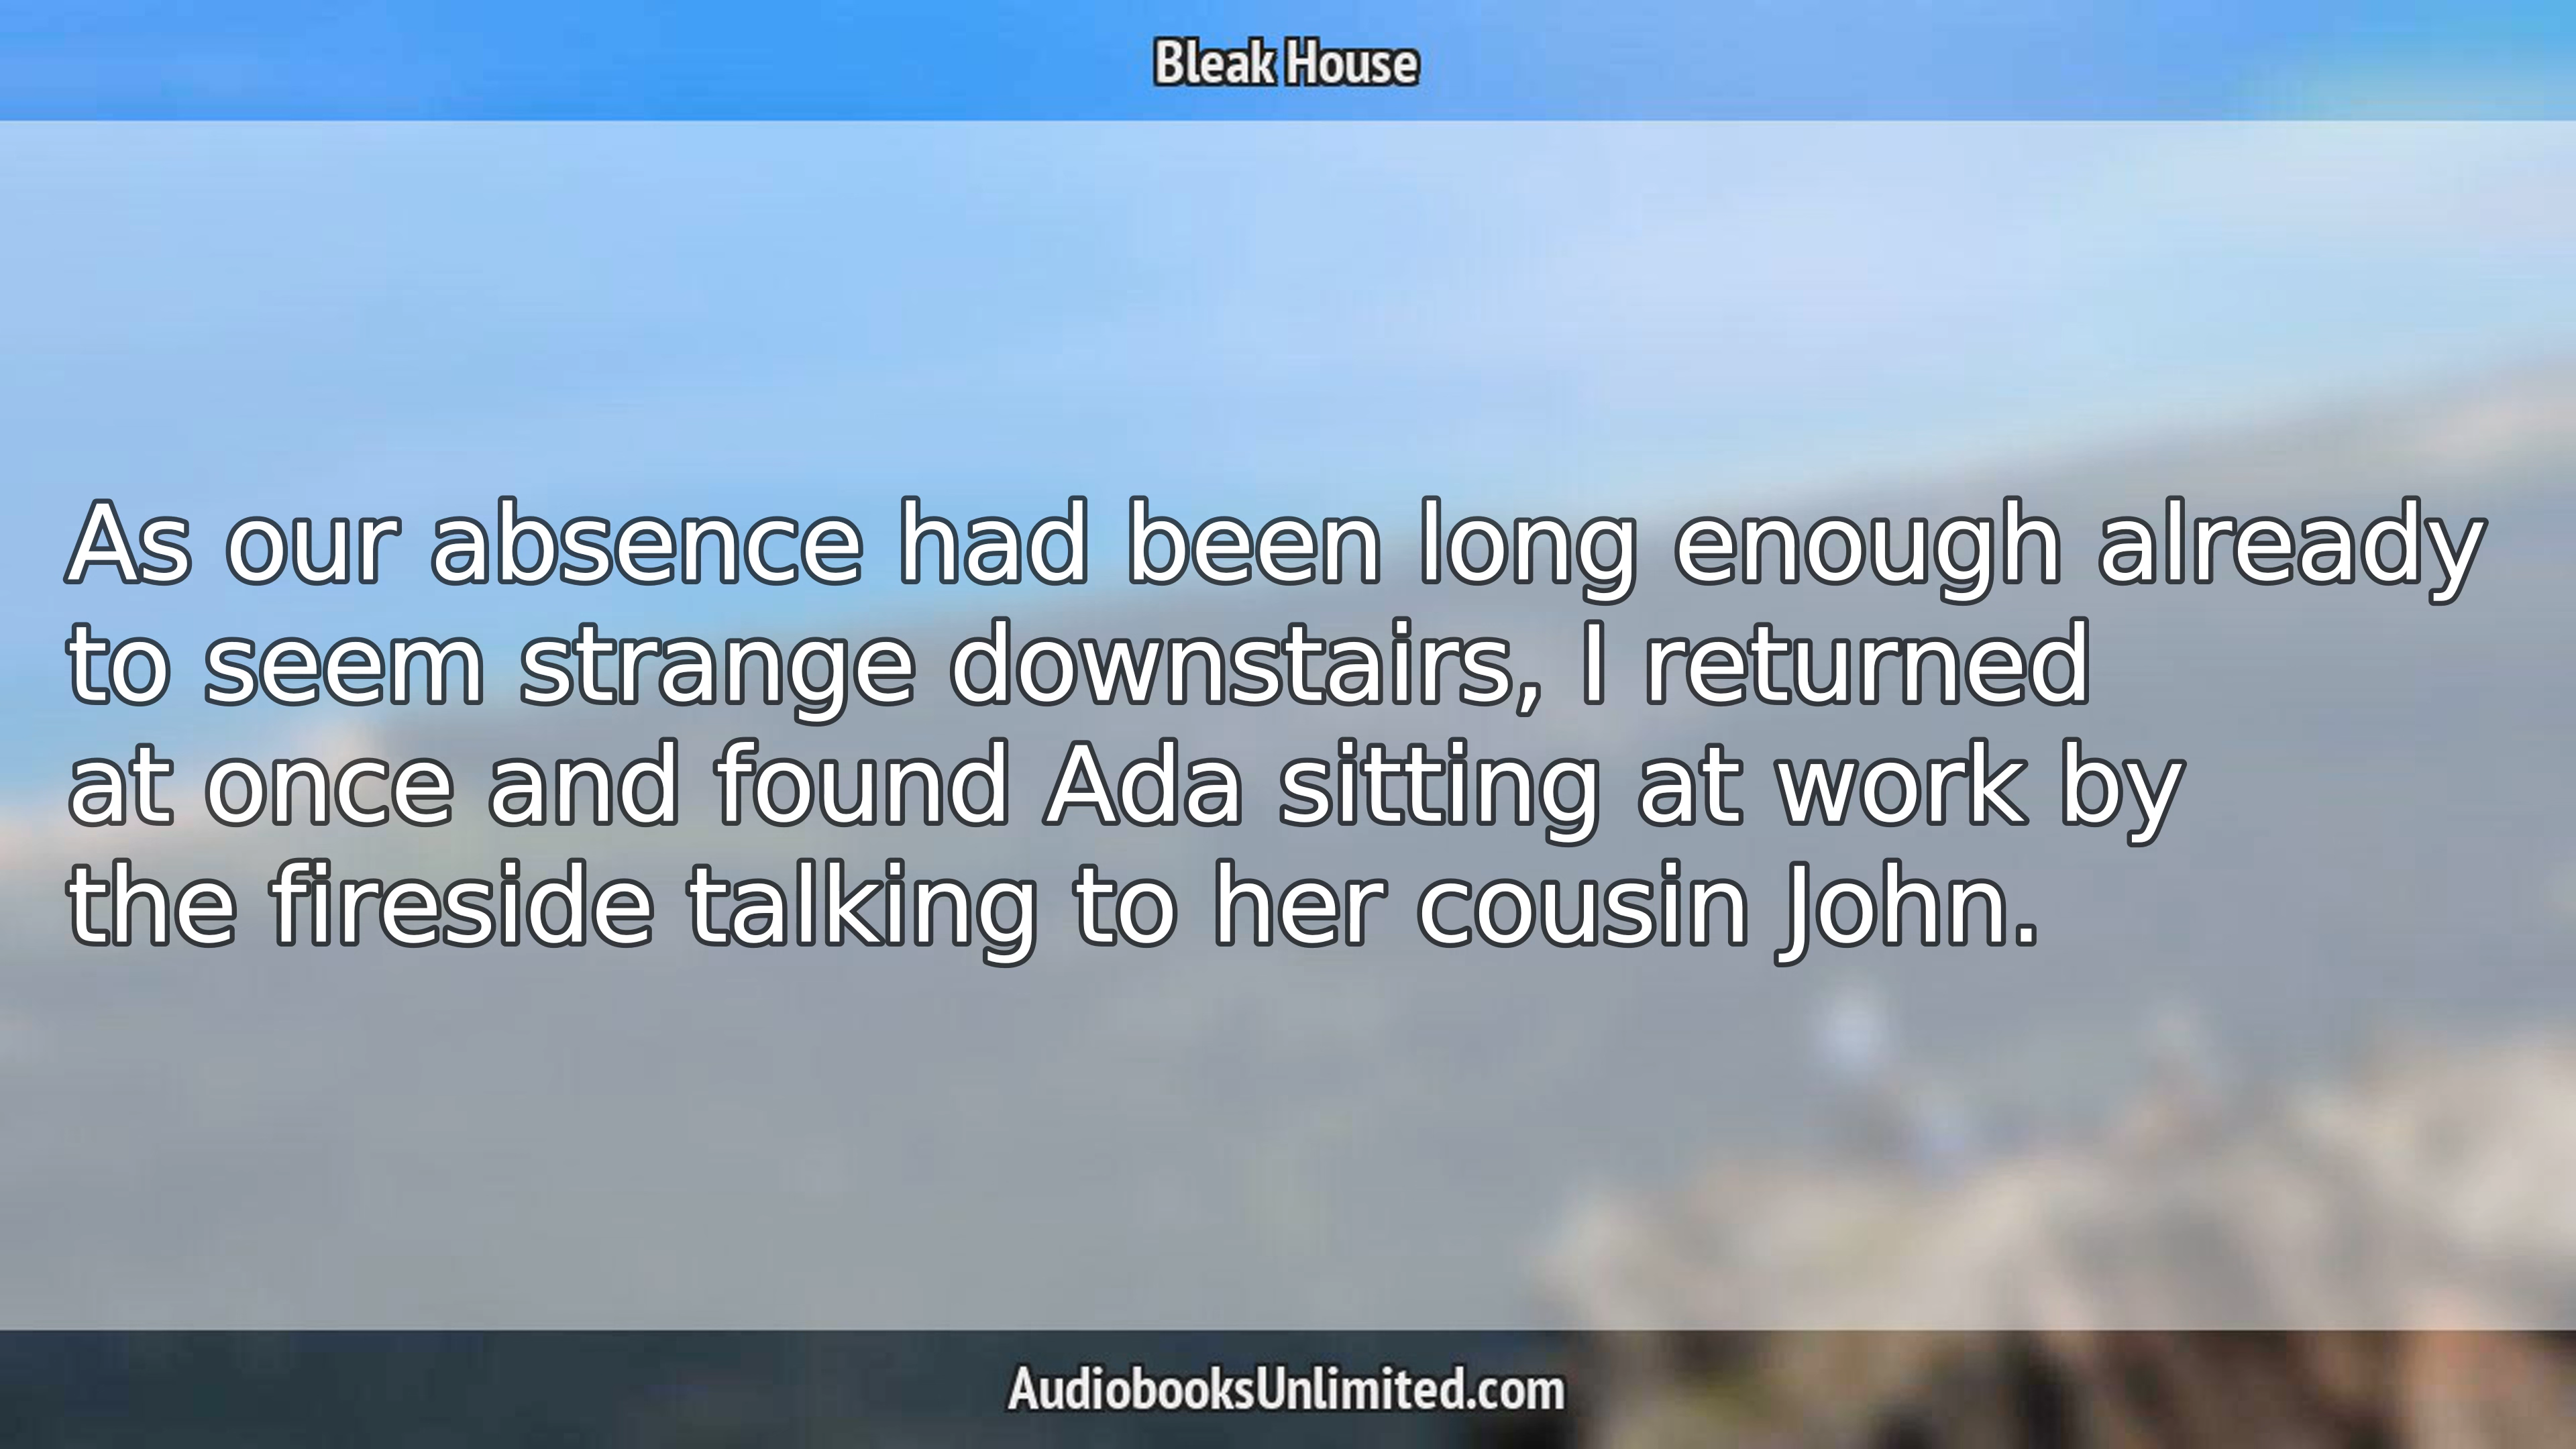 Bleak House
As our absence had been long enough already
to seem strange downstairs, I returned
at once and found Ada sitting at work by
the fireside talking to her cousin John.
AudiobooksUnlimited.com